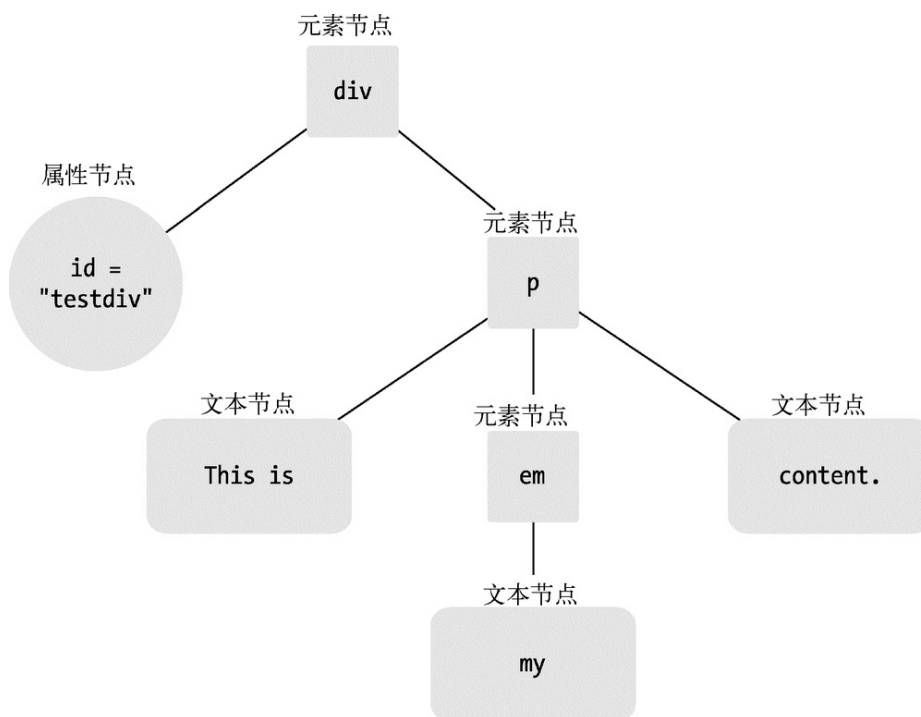 元素节点
div
属性节点
id =
"testdiv"
元素节点
p
文本节点
This is
元素节点
em
文本节点
content.
文本节点
my